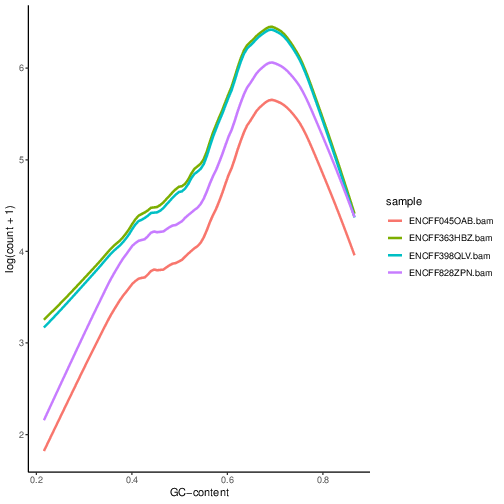 6
5
4
3
2
0.2 0.4 0.6 0.8
GC−content
log(count + 1)
sample
ENCFF045OAB.bam
ENCFF363HBZ.bam
ENCFF398QLV.bam
ENCFF828ZPN.bam